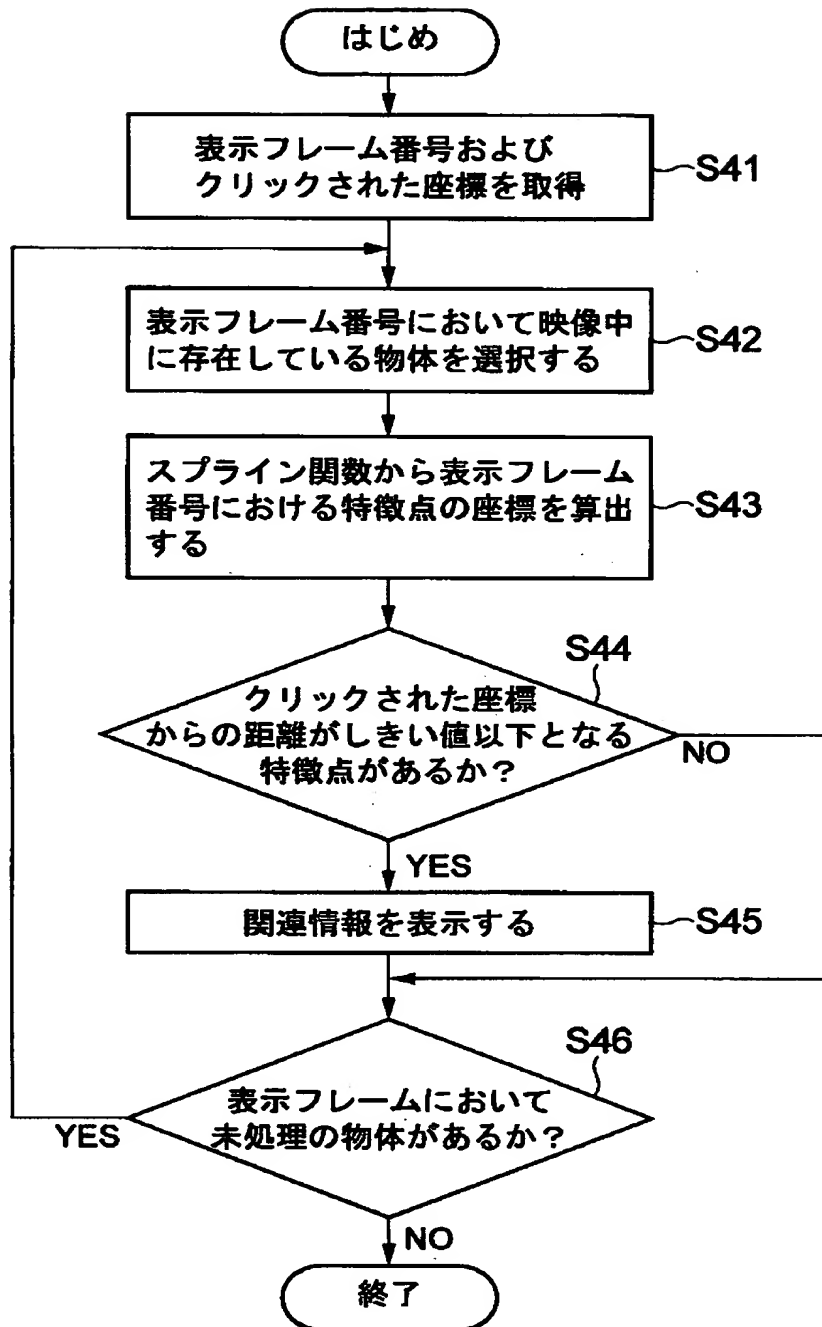 はじめ
表示フレーム番号および
クリックされた座標を取得
S41
表示フレーム番号において映像中
に存在している物体を選択する
S42
スプライン関数から表示フレーム
番号における特徴点の座標を算出
する
S43
S44
クリックされた座標
からの距離がしきい値以下となる
特徴点があるか？
NO
YES
関連情報を表示する
S45
S46
表示フレームにおいて
未処理の物体があるか？
YES
NO
終了